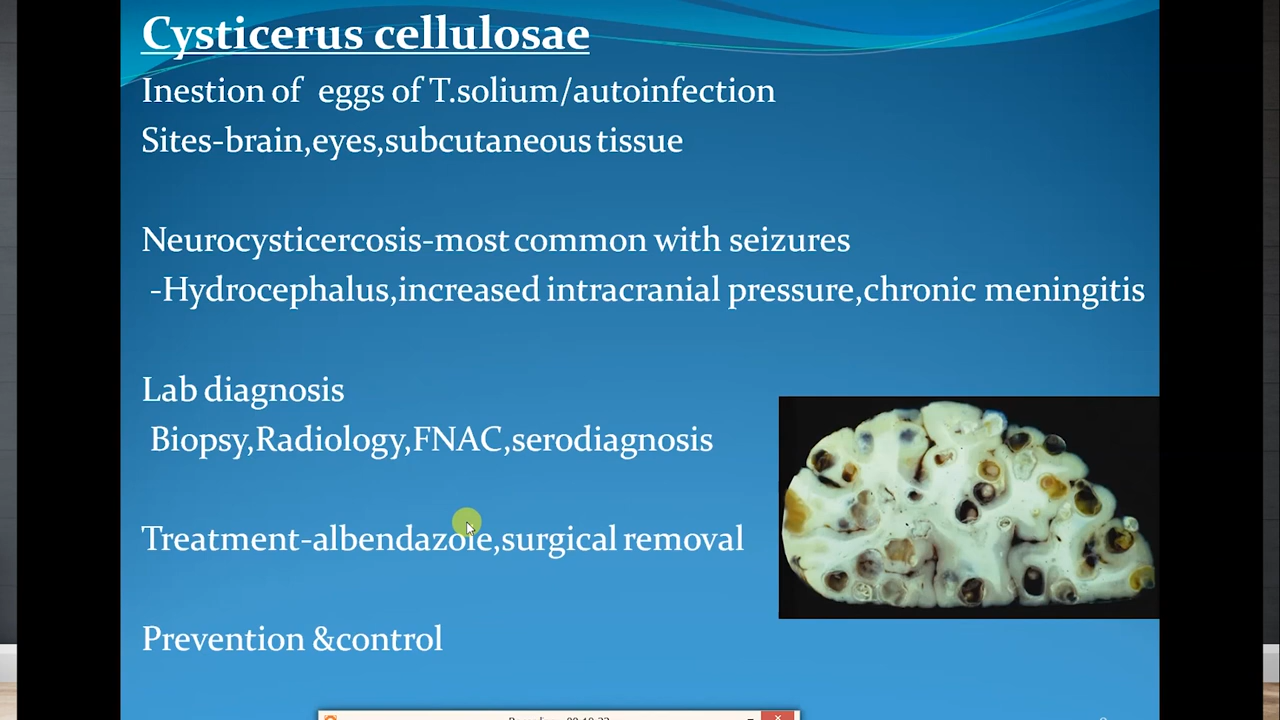 Cysticerus cellulosae
Inestion of eggs of T.solium/autoinfection
Sites-brain,eyes,subcutaneous tissue
Neurocysticercosis-most common with seizures
-Hydrocephalus,increased intracranial pressure,chronic meningitis
Lab diagnosis
Biopsy,Radiology,FNAC,serodiagnosis
Treatment-albendazole,surgical removal
Prevention &control